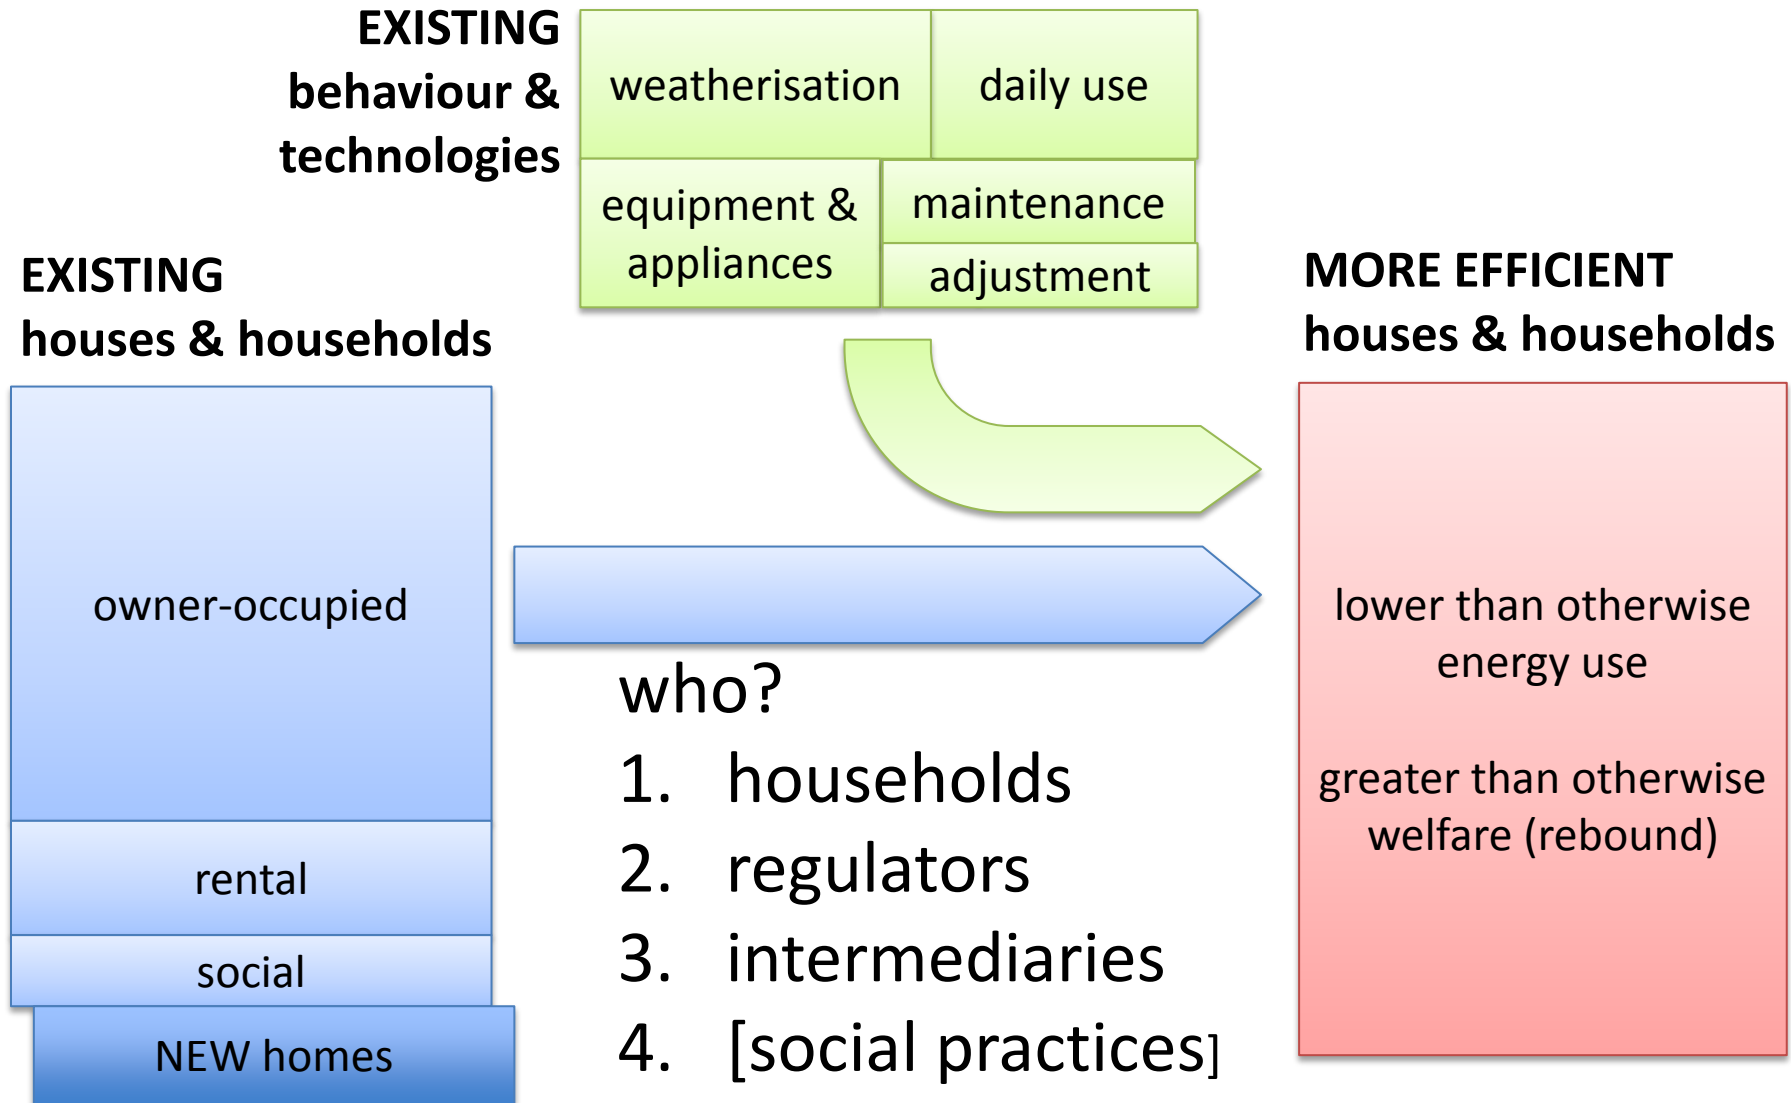 EXISTING
behaviour &
technologies
weatherisation
daily use
equipment &
appliances
maintenance
adjustment
EXISTING
houses & households
owner-occupied
rental
social
NEW homes
who?
1. households
2. regulators
3. intermediaries
4. [social practices]
MORE EFFICIENT
houses & households
lower than otherwise
energy use
greater than otherwise
welfare (rebound)